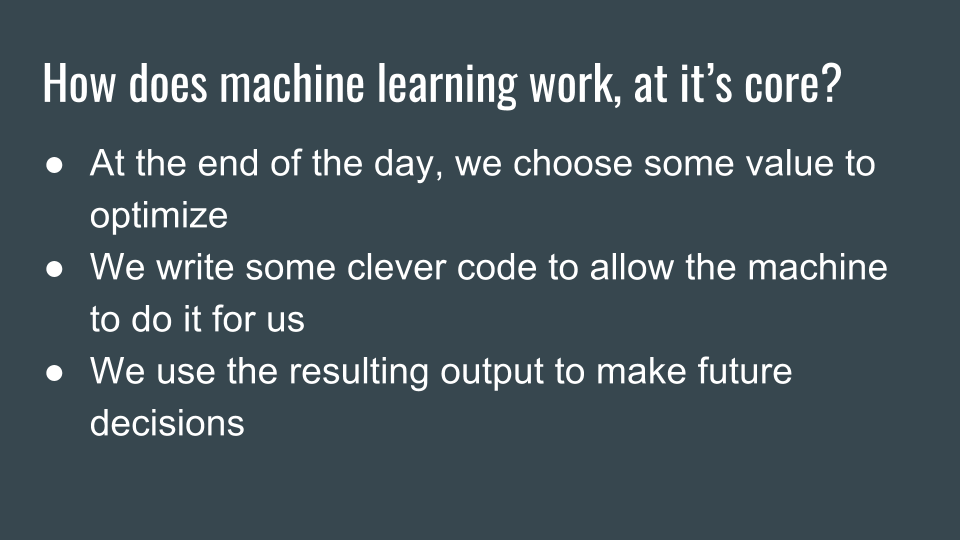 How does machine learning work, at it’s core?
● At the end of the day, we choose some value to
optimize
● We write some clever code to allow the machine
to do it for us
● We use the resulting output to make future
decisions